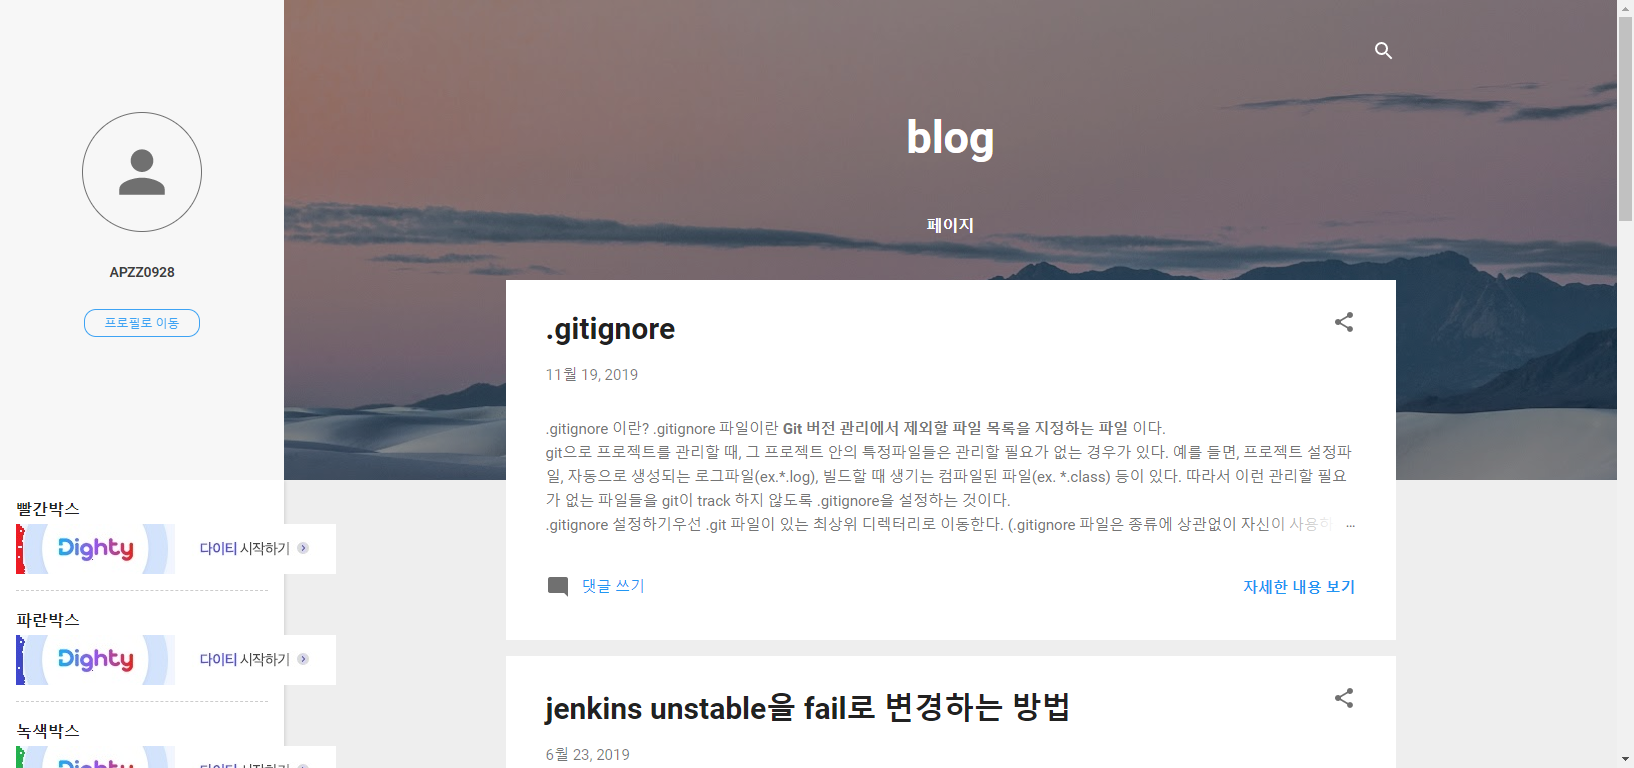 blog
페이지
APZZ0928
프로필로 이동
빨간박스
Dighty 다이티 시작하기
파란박스
Dighty 다이티 시작하기
녹색박스
Dighty 다이티 시작하기
.gitignore
11월 19, 2019
.gitignore 이란? .gitignore 파일이란 Git 버전 관리에서 제외할 파일 목록을 지정하는 파일 이다.
git으로 프로젝트를 관리할 때, 그 프로젝트 안의 특정파일들은 관리할 필요가 없는 경우가 있다. 예를 들면, 프로젝트 설정파
일, 자동으로 생성되는 로그파일(ex.*.log), 빌드할 때 생기는 컴파일된 파일(ex. *.class) 등이 있다. 따라서 이런 관리할 필요
가 없는 파일들을 git이 track 하지 않도록 .gitignore을 설정하는 것이다.
.gitignore 설정하기우선 .git 파일이 있는 최상위 디렉터리로 이동한다. (.gitignore 파일은 종류에 상관없이 자신이 사용하 ...
댓글 쓰기
자세한 내용 보기
jenkins unstable을 fail로 변경하는 방법
6월 23, 2019